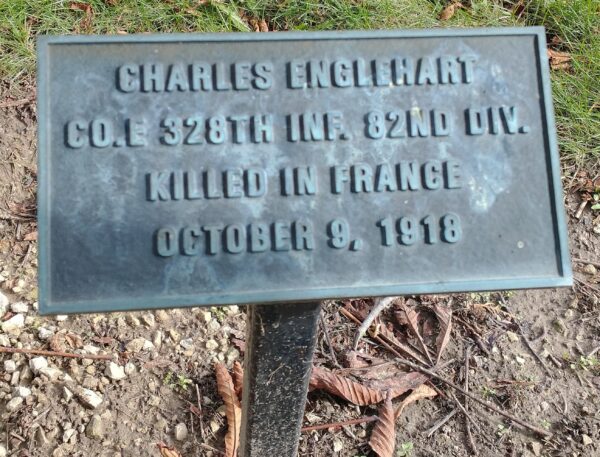 CHARLES ENGLEHART
CO.E 328TH INF. 82ND DIV.
KILLED IN FRANCE
OCTOBER 9, 1918